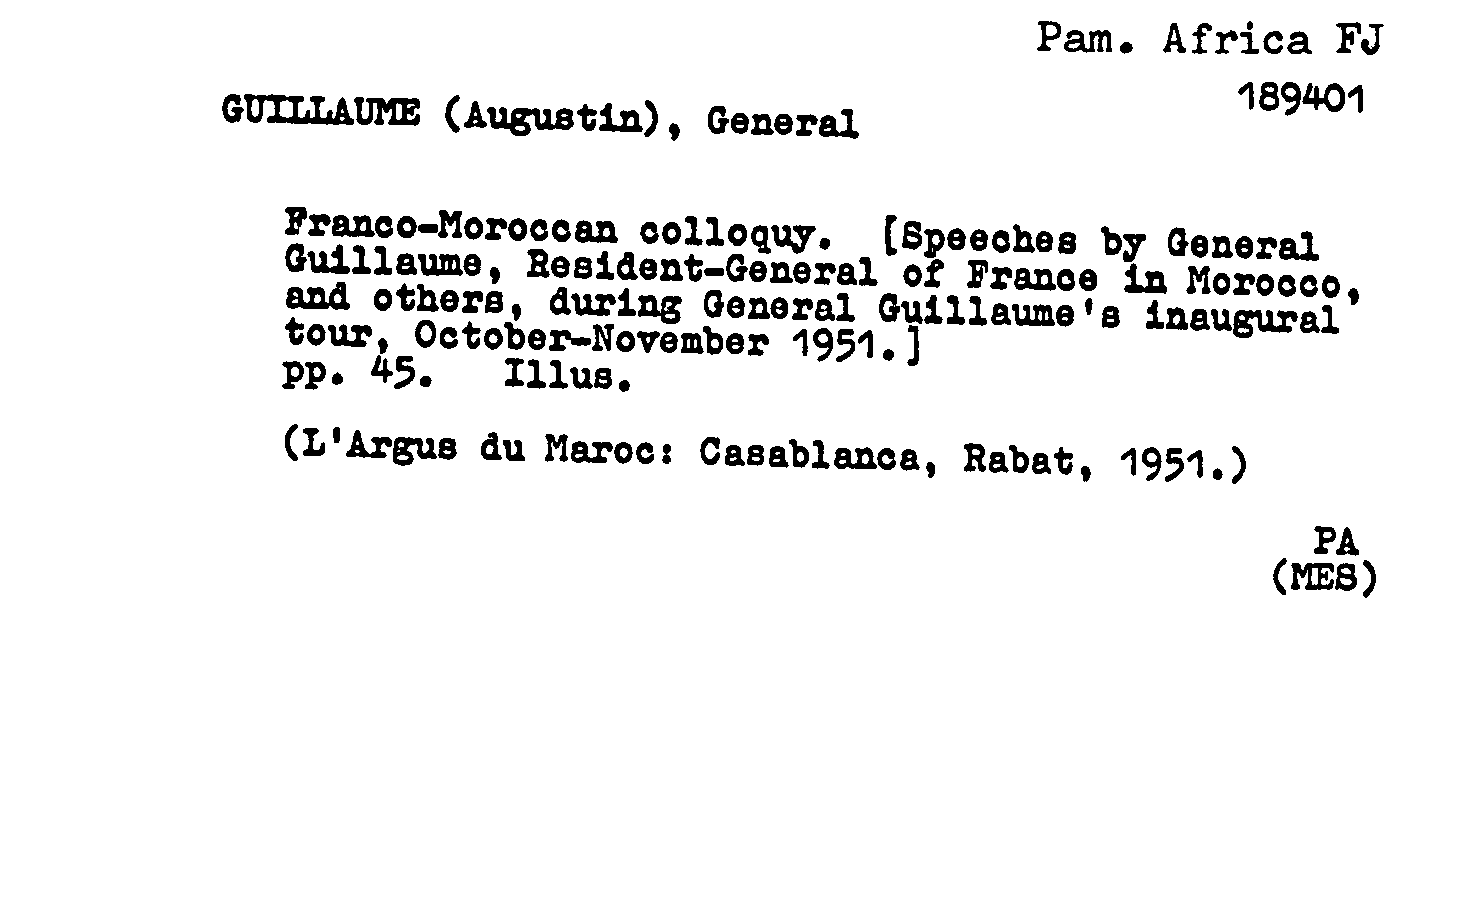 Pam. Africa FJ
189401
GUILLAUME (Augustin), General
Franco-Moroccan colloquy. [Speeches by General
Guillaume, Resident-General of France in Morocco,
and others, during General Guillaume's inaugural
tour, October-November 1951.]
pp. 45. Illus.
(L'Argus du Maroc: Casablanca, Rabat, 1951.)
PA
(MES)